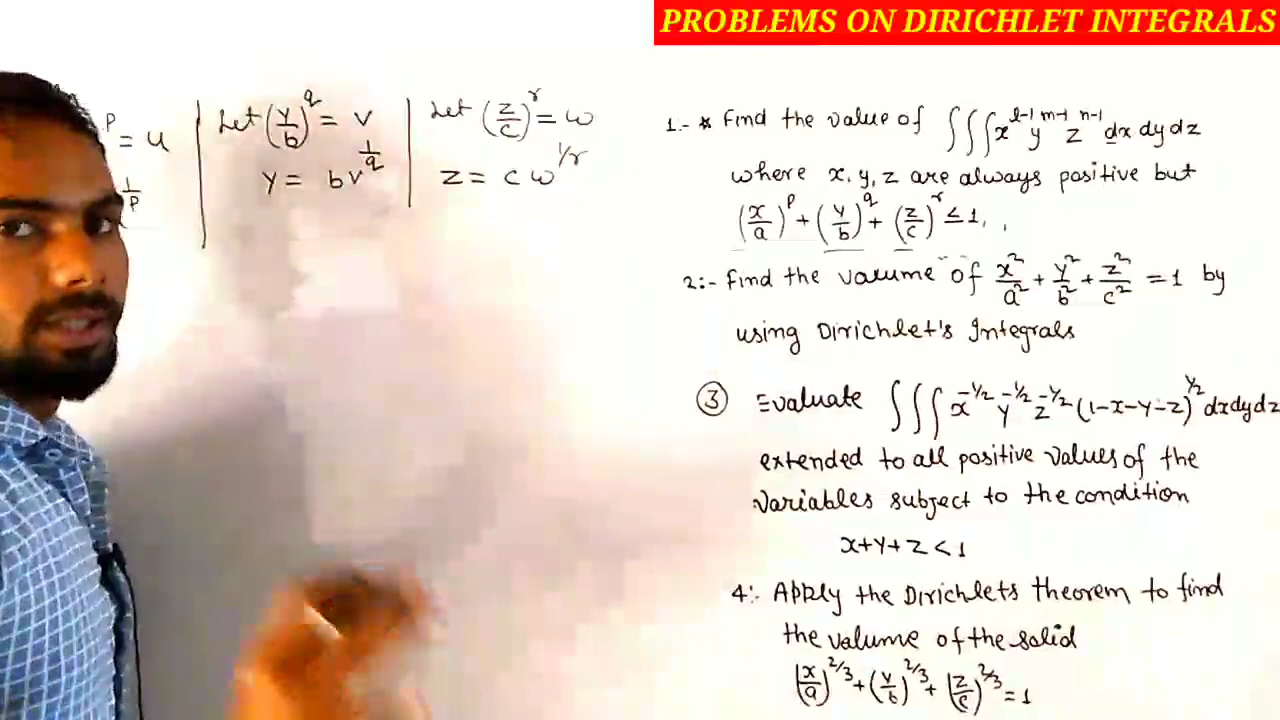 PROBLEMS ON DIRICHLET INTEGRALS
p = u
1/p
Let (y/b)^q = v
y = b v^(1/q)
Let (z/c)^r = w
z = c w^(1/r)
1:- * Find the value of ∫∫∫ x^(l-1) y^(m-1) z^(n-1) dx dy dz
where x, y, z are always positive but
(x/a)^p + (y/b)^q + (z/c)^r ≤ 1,
2:- Find the valume of x²/a² + y²/b² + z²/c² = 1 by
using Dirichlet's Integrals
③ Evaluate ∫∫∫ x^(-1/2) y^(-1/2) z^(-1/2) (1-x-y-z)^(1/2) dx dy dz
extended to all positive values of the
variables subject to the condition
x+y+z < 1
4:. Apply the Dirichlets theorem to find
the valume of the solid
(x/a)^(2/3) + (y/b)^(2/3) + (z/c)^(2/3) = 1